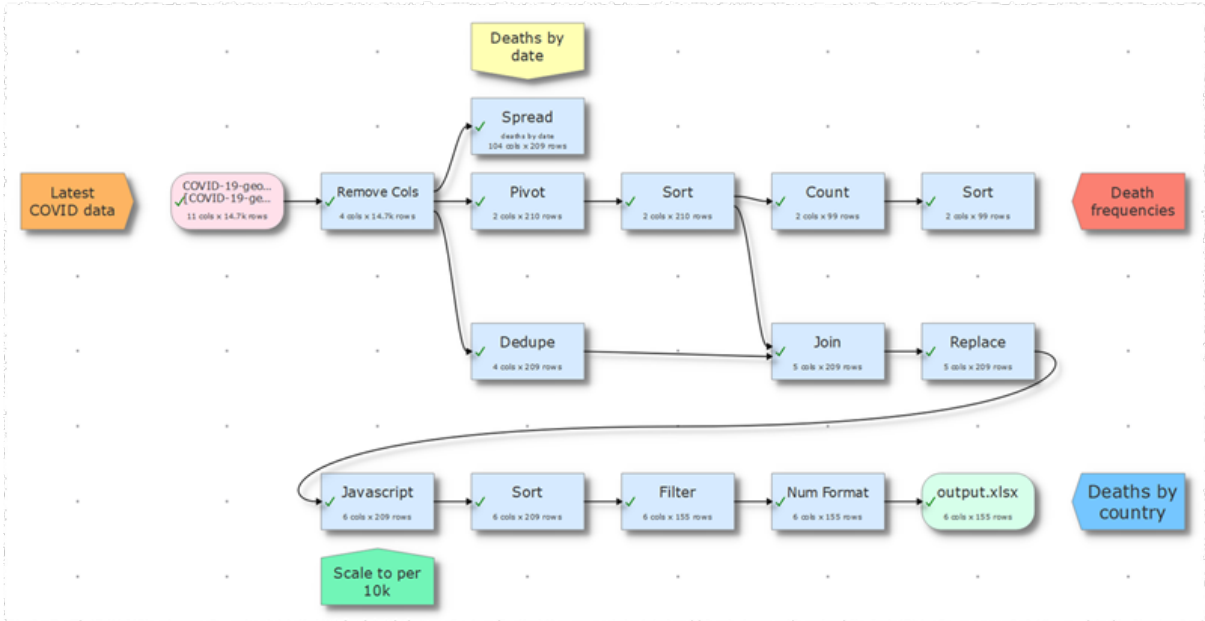 Deaths by
date
Spread
deaths by date
104 cols x 209 rows
Latest
COVID data
COVID-19-geo...
(COVID-19-ge...
11 cols x 14.7k rows
Remove Cols
4 cols x 14.7k rows
Pivot
2 cols x 210 rows
Sort
2 cols x 210 rows
Count
2 cols x 99 rows
Sort
2 cols x 99 rows
Death
frequencies
Dedupe
4 cols x 209 rows
Join
5 cols x 209 rows
Replace
5 cols x 209 rows
Javascript
6 cols x 209 rows
Sort
6 cols x 209 rows
Filter
6 cols x 155 rows
Num Format
6 cols x 155 rows
output.xlsx
6 cols x 155 rows
Deaths by
country
Scale to per
10k